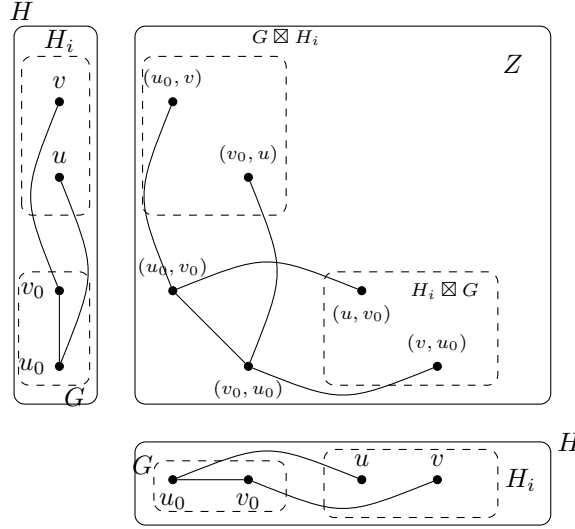 H
G ⊠ H_i
H_i
Z
v
(u_0, v)
u
(v_0, u)
(u_0, v_0)
v_0
H_i ⊠ G
(u, v_0)
u_0
(v, u_0)
(v_0, u_0)
G
H
G
u v
H_i
u_0 v_0